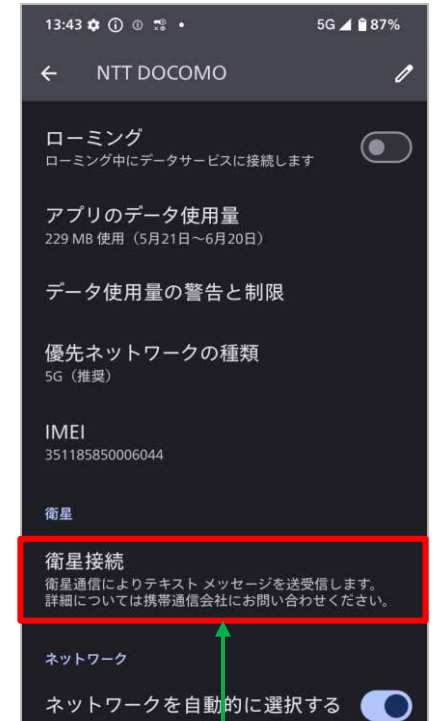 13:43 5G 87%
NTT DOCOMO
ローミング
ローミング中にデータサービスに接続します
アプリのデータ使用量
229 MB 使用（5月21日～6月20日）
データ使用量の警告と制限
優先ネットワークの種類
5G（推奨）
IMEI
351185850006044
衛星
衛星接続
衛星通信によりテキスト メッセージを送受信します。
詳細については携帯通信会社にお問い合わせください。
ネットワーク
ネットワークを自動的に選択する